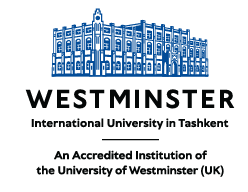 WESTMINSTER
International University in Tashkent
An Accredited Institution of
the University of Westminster (UK)